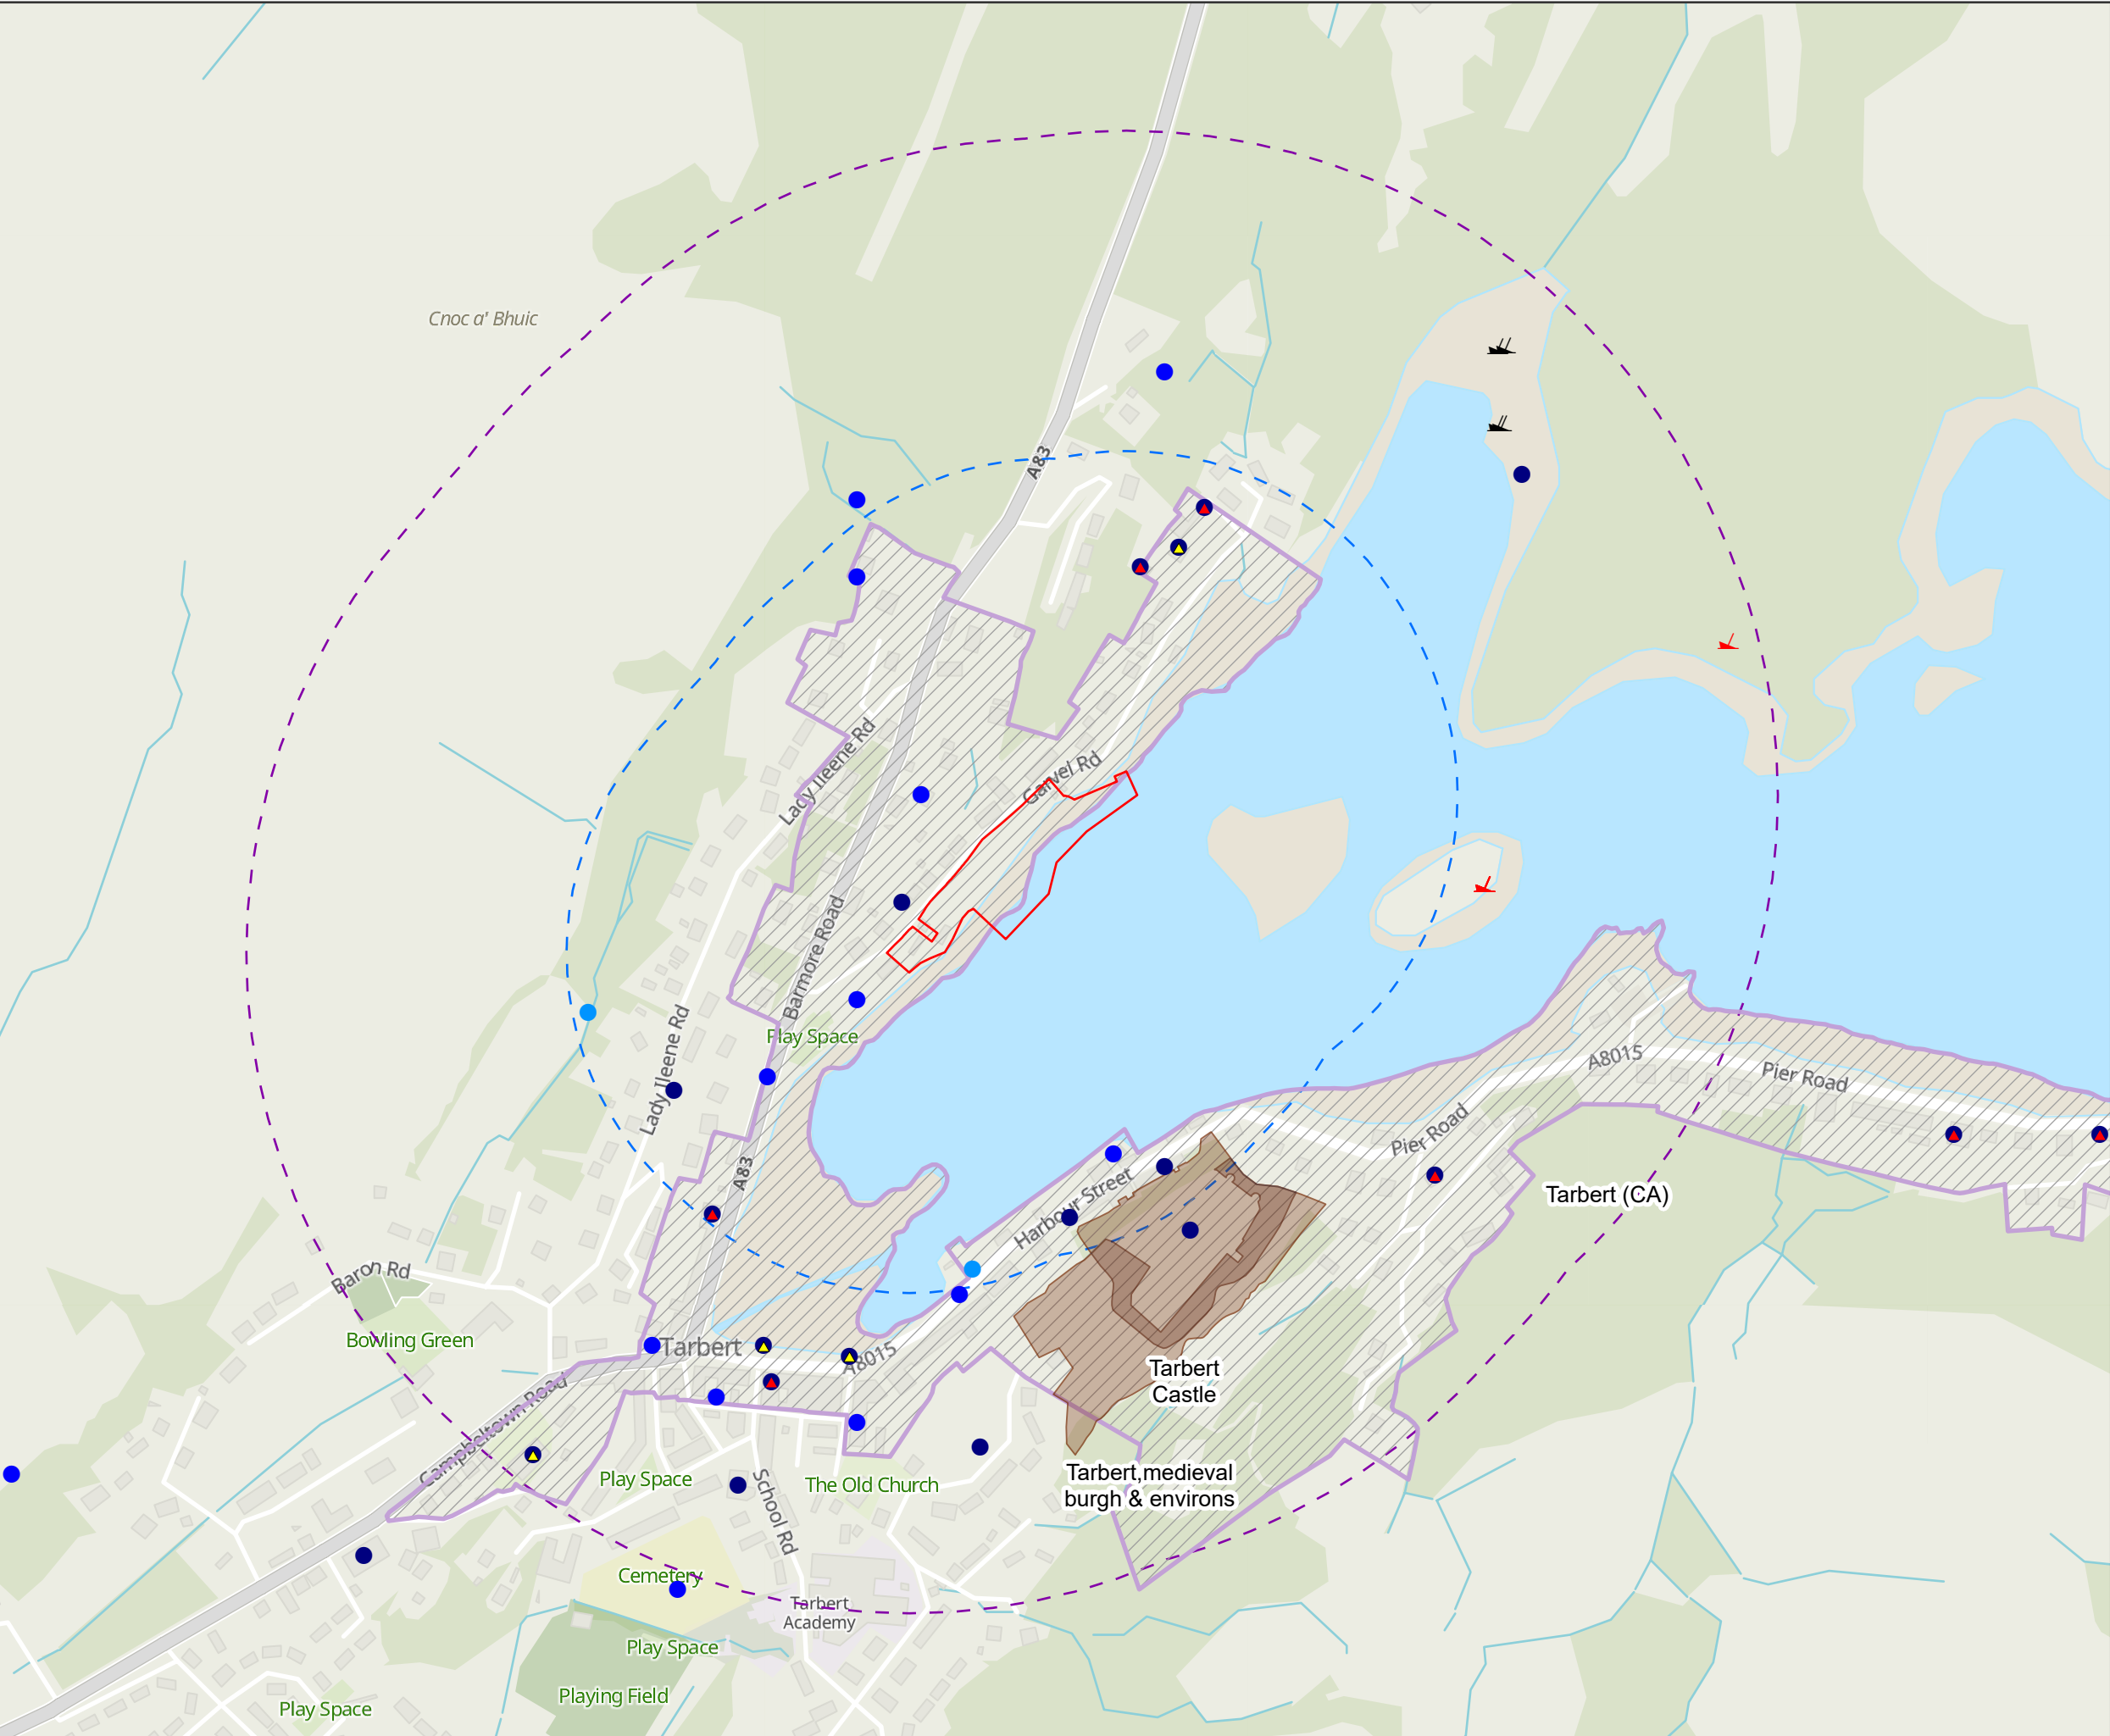 Cnoc a' Bhuic
A83
Lady Ileene Rd
Garvel Rd
Barmore Road
Play Space
Lady Ileene Rd
A8015
Pier Road
Pier Road
A83
Harbour Street
Tarbert (CA)
Baron Rd
Bowling Green
Tarbert
A8015
Tarbert
Castle
Campbeltown Road
Play Space
The Old Church
School Rd
Tarbert,medieval
burgh & environs
Cemetery
Tarbert
Academy
Play Space
Playing Field
Play Space